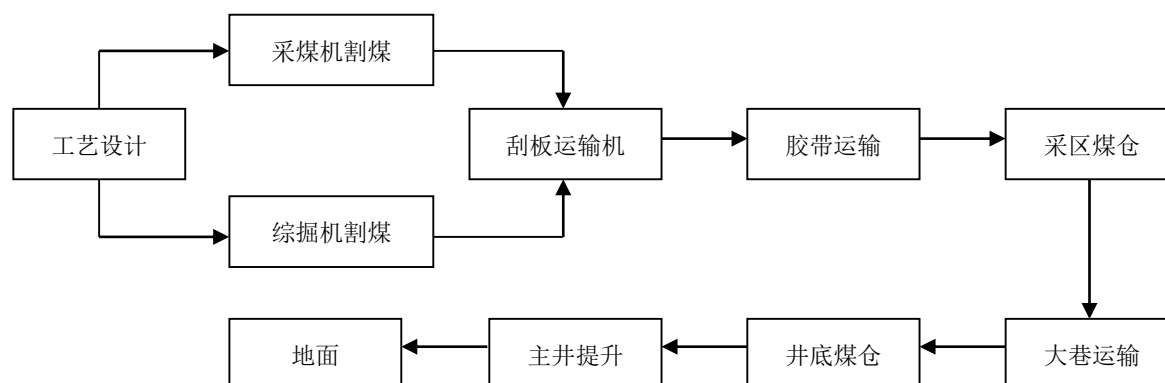 采煤机割煤
工艺设计
刮板运输机
胶带运输
采区煤仓
综掘机割煤
地面
主井提升
井底煤仓
大巷运输